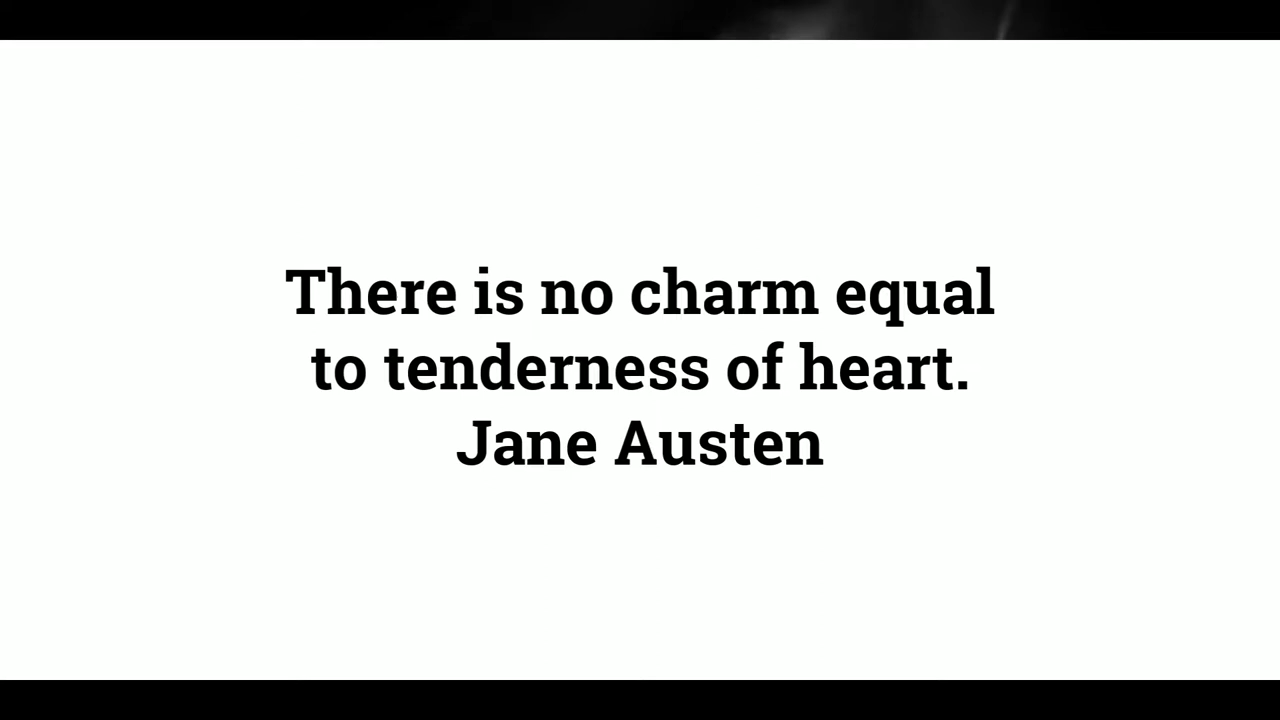 There is no charm equal
to tenderness of heart.
Jane Austen